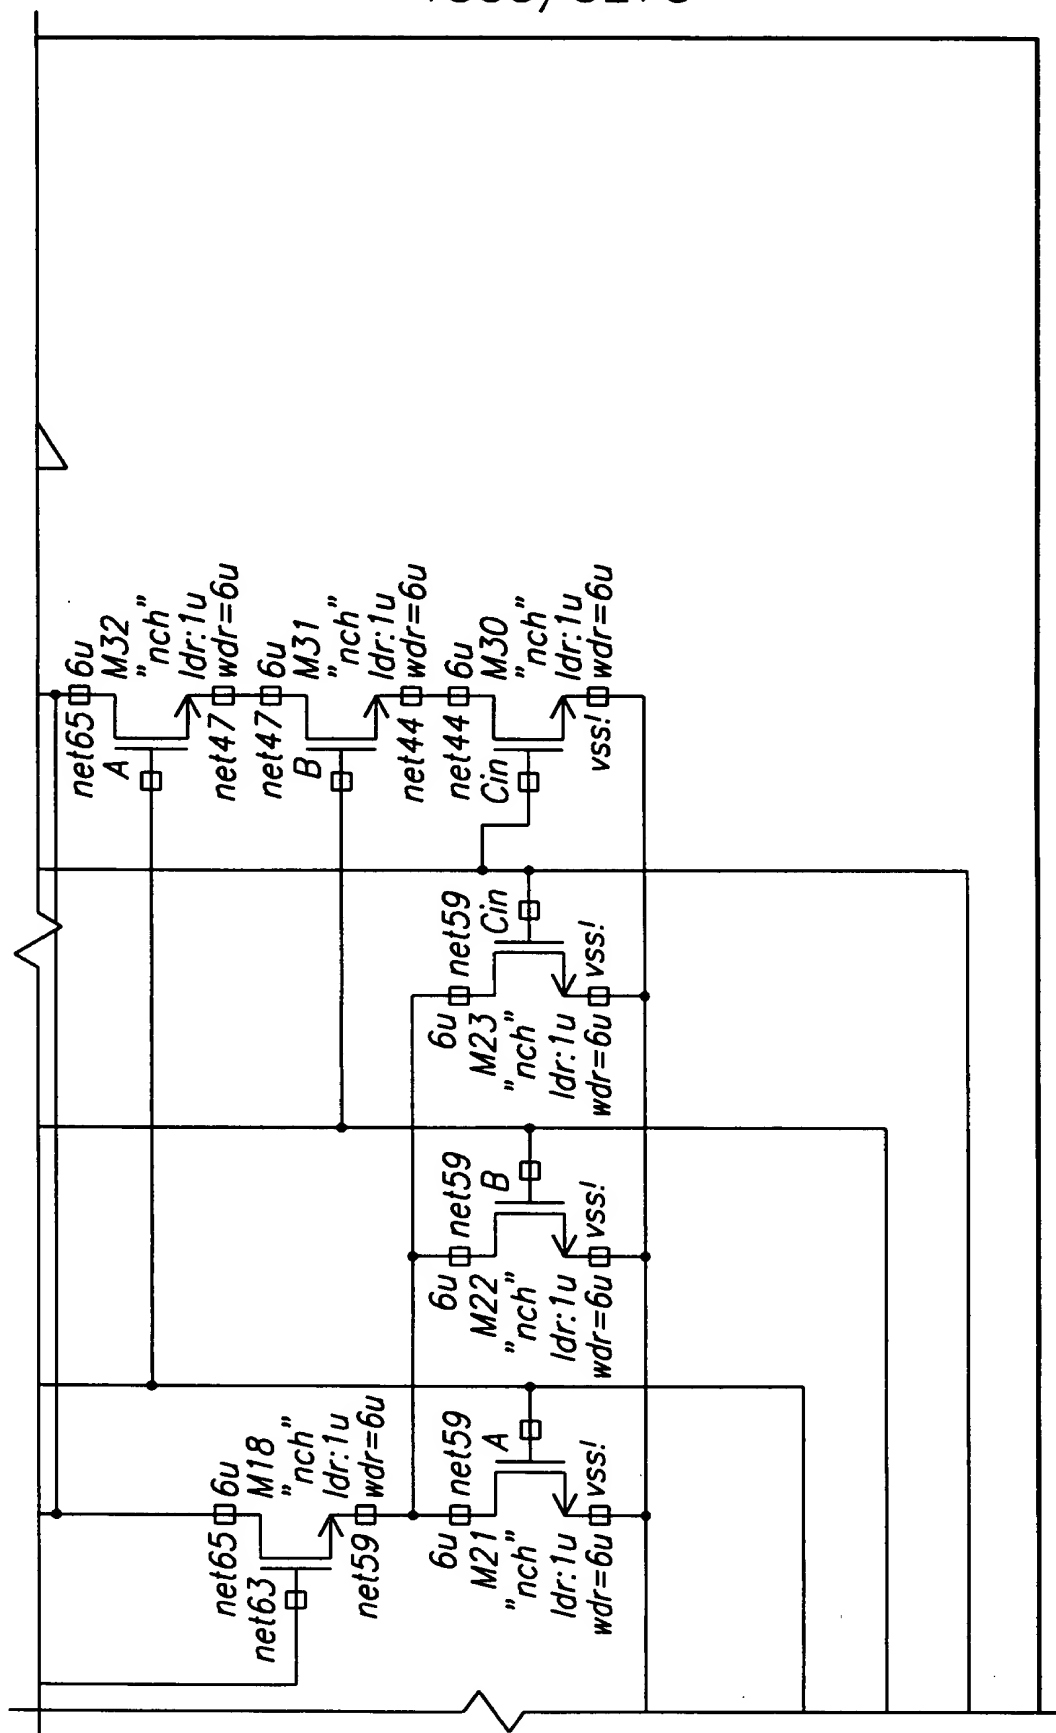 net65
6u
M32
"nch"
A
ldr:1u
wdr=6u
net47
6u
net47
M31
"nch"
B
ldr:1u
wdr=6u
net44
6u
net44
M30
"nch"
Cin
ldr:1u
wdr=6u
vss!
net59
Cin
6u
M23
"nch"
vss!
ldr:1u
wdr=6u
net59
B
6u
M22
"nch"
vss!
ldr:1u
wdr=6u
net65
6u
M18
"nch"
net63
ldr:1u
wdr=6u
net59
net59
A
6u
M21
"nch"
vss!
ldr:1u
wdr=6u